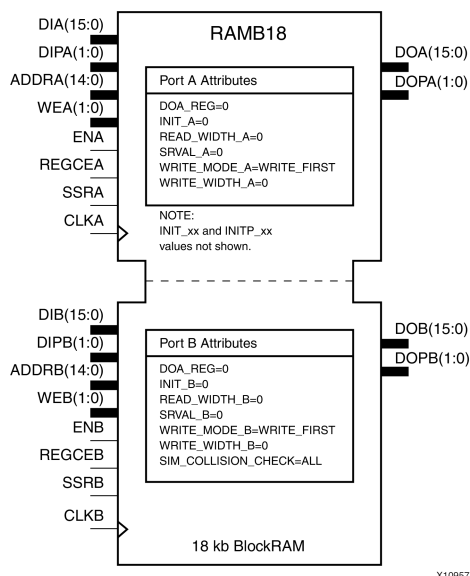 RAMB18
DIA(15:0)
DIPA(1:0)
ADDRA(14:0)
WEA(1:0)
ENA
REGCEA
SSRA
CLKA
DOA(15:0)
DOPA(1:0)
Port A Attributes
DOA_REG=0
INIT_A=0
READ_WIDTH_A=0
SRVAL_A=0
WRITE_MODE_A=WRITE_FIRST
WRITE_WIDTH_A=0
NOTE:
INIT_xx and INITP_xx
values not shown.
DIB(15:0)
DIPB(1:0)
ADDRB(14:0)
WEB(1:0)
ENB
REGCEB
SSRB
CLKB
DOB(15:0)
DOPB(1:0)
Port B Attributes
DOA_REG=0
INIT_B=0
READ_WIDTH_B=0
SRVAL_B=0
WRITE_MODE_B=WRITE_FIRST
WRITE_WIDTH_B=0
SIM_COLLISION_CHECK=ALL
18 kb BlockRAM
X10957